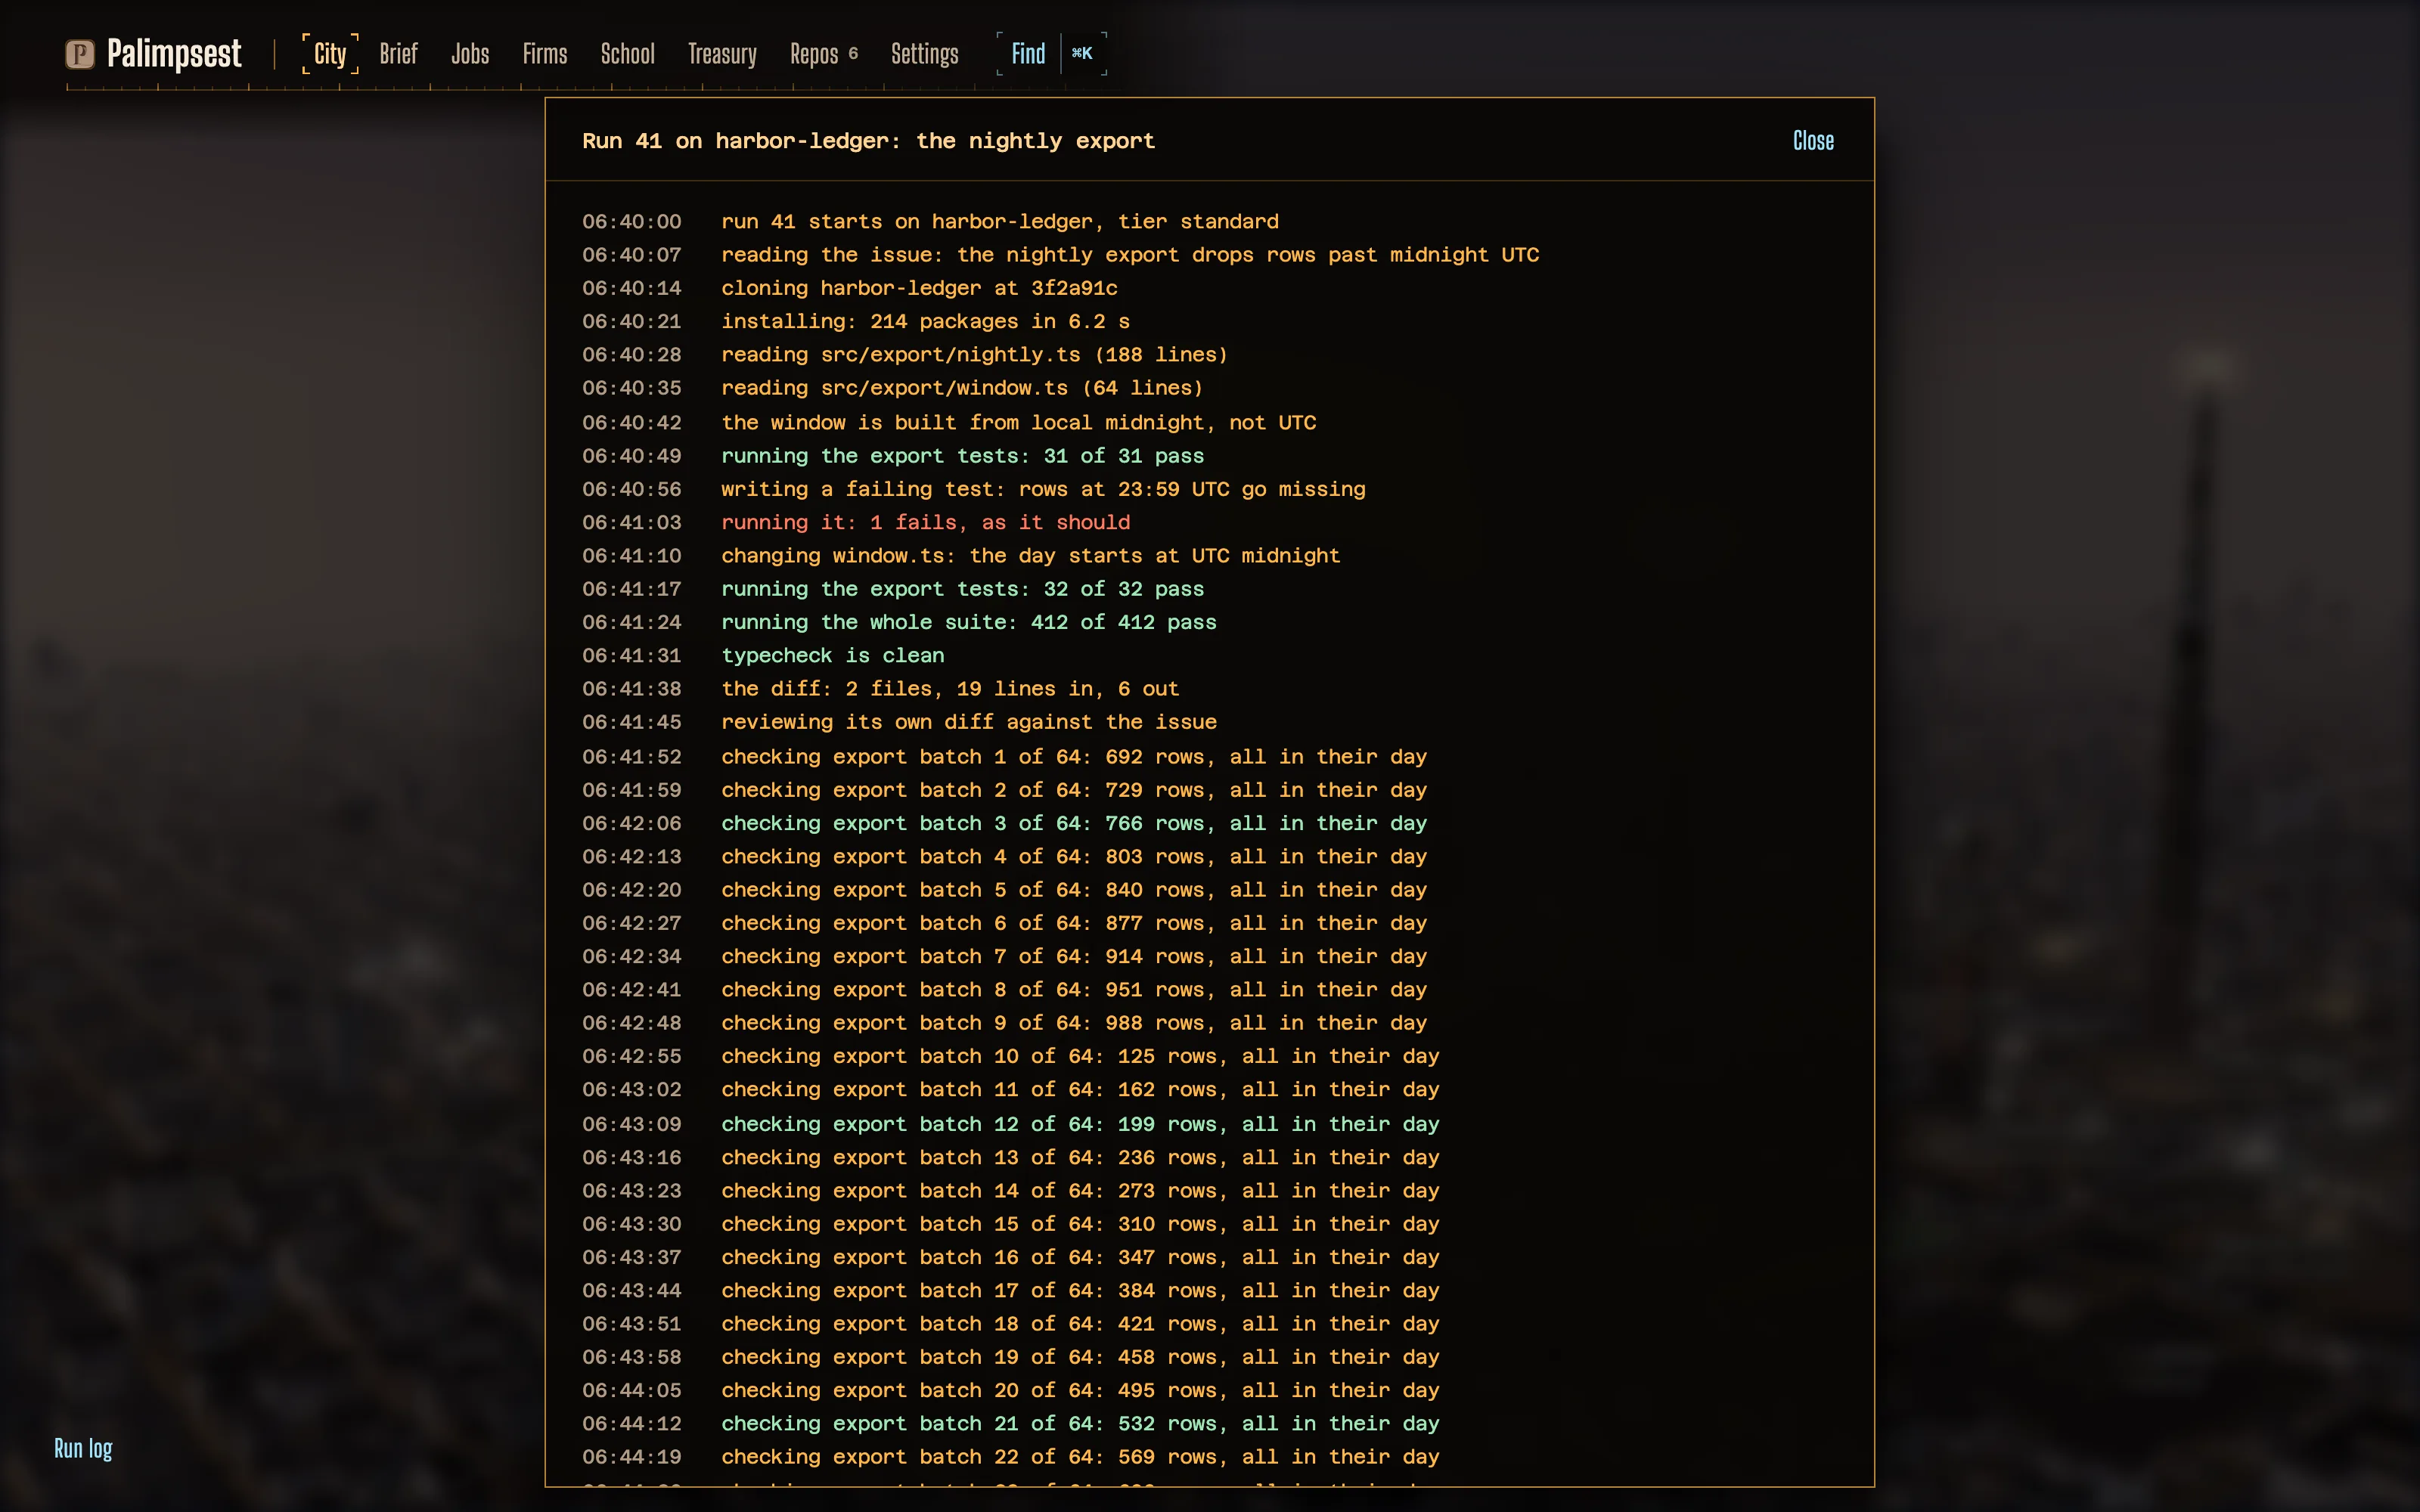 Palimpsest City Brief Jobs Firms School Treasury Repos 6 Settings Find ⌘K
Run 41 on harbor-ledger: the nightly export Close
06:40:00 run 41 starts on harbor-ledger, tier standard
06:40:07 reading the issue: the nightly export drops rows past midnight UTC
06:40:14 cloning harbor-ledger at 3f2a91c
06:40:21 installing: 214 packages in 6.2 s
06:40:28 reading src/export/nightly.ts (188 lines)
06:40:35 reading src/export/window.ts (64 lines)
06:40:42 the window is built from local midnight, not UTC
06:40:49 running the export tests: 31 of 31 pass
06:40:56 writing a failing test: rows at 23:59 UTC go missing
06:41:03 running it: 1 fails, as it should
06:41:10 changing window.ts: the day starts at UTC midnight
06:41:17 running the export tests: 32 of 32 pass
06:41:24 running the whole suite: 412 of 412 pass
06:41:31 typecheck is clean
06:41:38 the diff: 2 files, 19 lines in, 6 out
06:41:45 reviewing its own diff against the issue
06:41:52 checking export batch 1 of 64: 692 rows, all in their day
06:41:59 checking export batch 2 of 64: 729 rows, all in their day
06:42:06 checking export batch 3 of 64: 766 rows, all in their day
06:42:13 checking export batch 4 of 64: 803 rows, all in their day
06:42:20 checking export batch 5 of 64: 840 rows, all in their day
06:42:27 checking export batch 6 of 64: 877 rows, all in their day
06:42:34 checking export batch 7 of 64: 914 rows, all in their day
06:42:41 checking export batch 8 of 64: 951 rows, all in their day
06:42:48 checking export batch 9 of 64: 988 rows, all in their day
06:42:55 checking export batch 10 of 64: 125 rows, all in their day
06:43:02 checking export batch 11 of 64: 162 rows, all in their day
06:43:09 checking export batch 12 of 64: 199 rows, all in their day
06:43:16 checking export batch 13 of 64: 236 rows, all in their day
06:43:23 checking export batch 14 of 64: 273 rows, all in their day
06:43:30 checking export batch 15 of 64: 310 rows, all in their day
06:43:37 checking export batch 16 of 64: 347 rows, all in their day
06:43:44 checking export batch 17 of 64: 384 rows, all in their day
06:43:51 checking export batch 18 of 64: 421 rows, all in their day
06:43:58 checking export batch 19 of 64: 458 rows, all in their day
06:44:05 checking export batch 20 of 64: 495 rows, all in their day
06:44:12 checking export batch 21 of 64: 532 rows, all in their day
06:44:19 checking export batch 22 of 64: 569 rows, all in their day
Run log